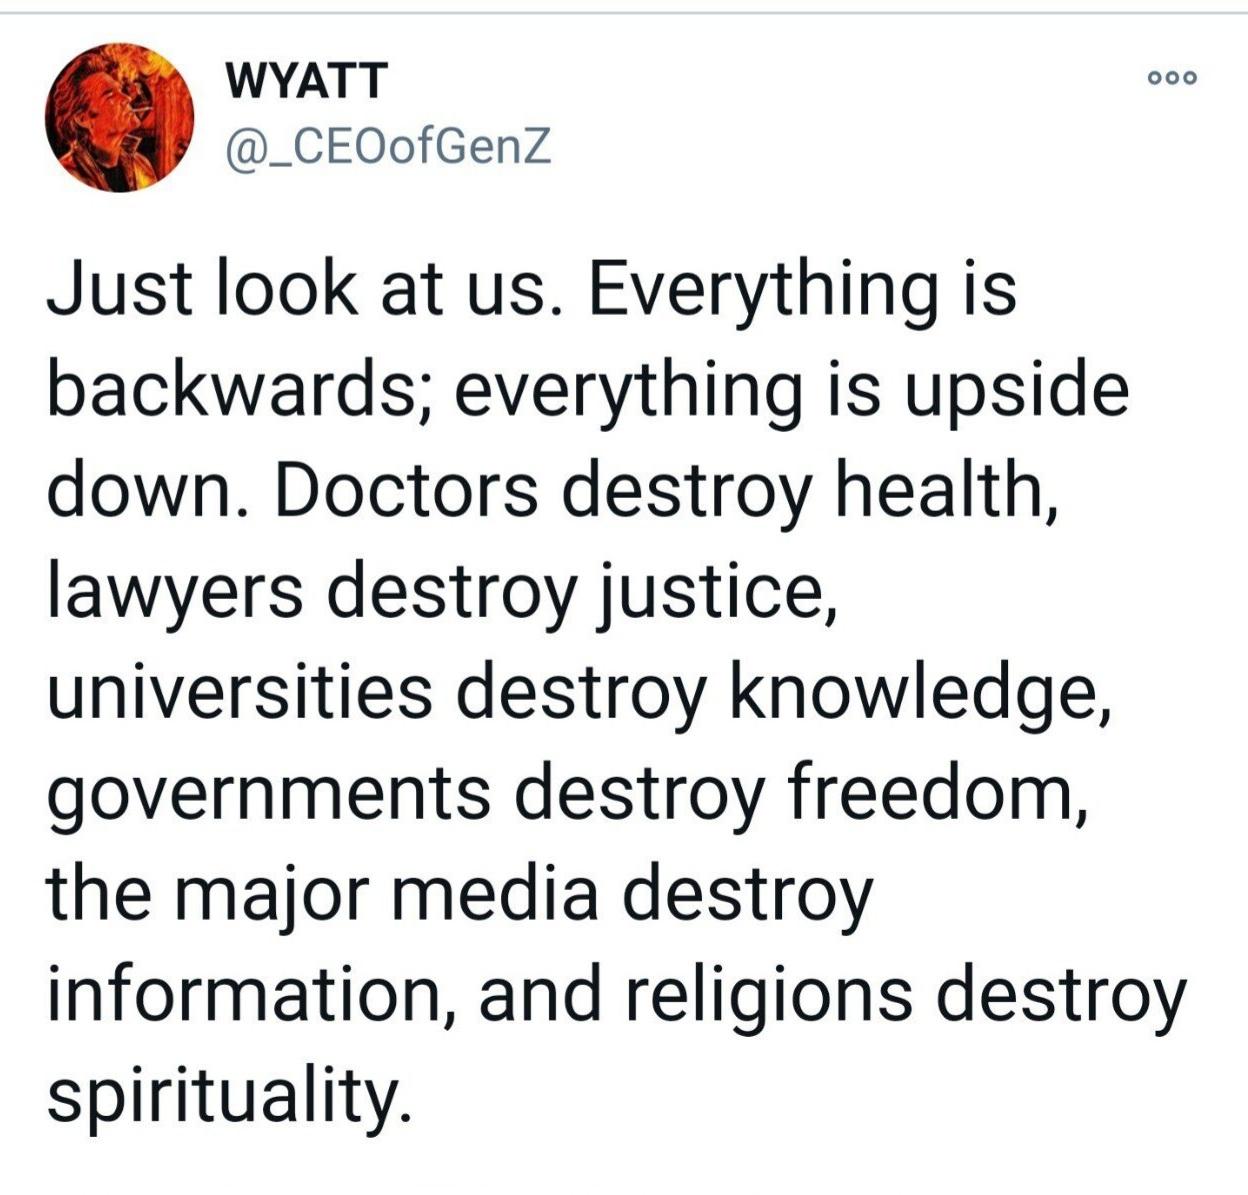 WYATT
@_CEOofGenZ
Just look at us. Everything is
backwards; everything is upside
down. Doctors destroy health,
lawyers destroy justice,
universities destroy knowledge,
governments destroy freedom,
the major media destroy
information, and religions destroy
spirituality.